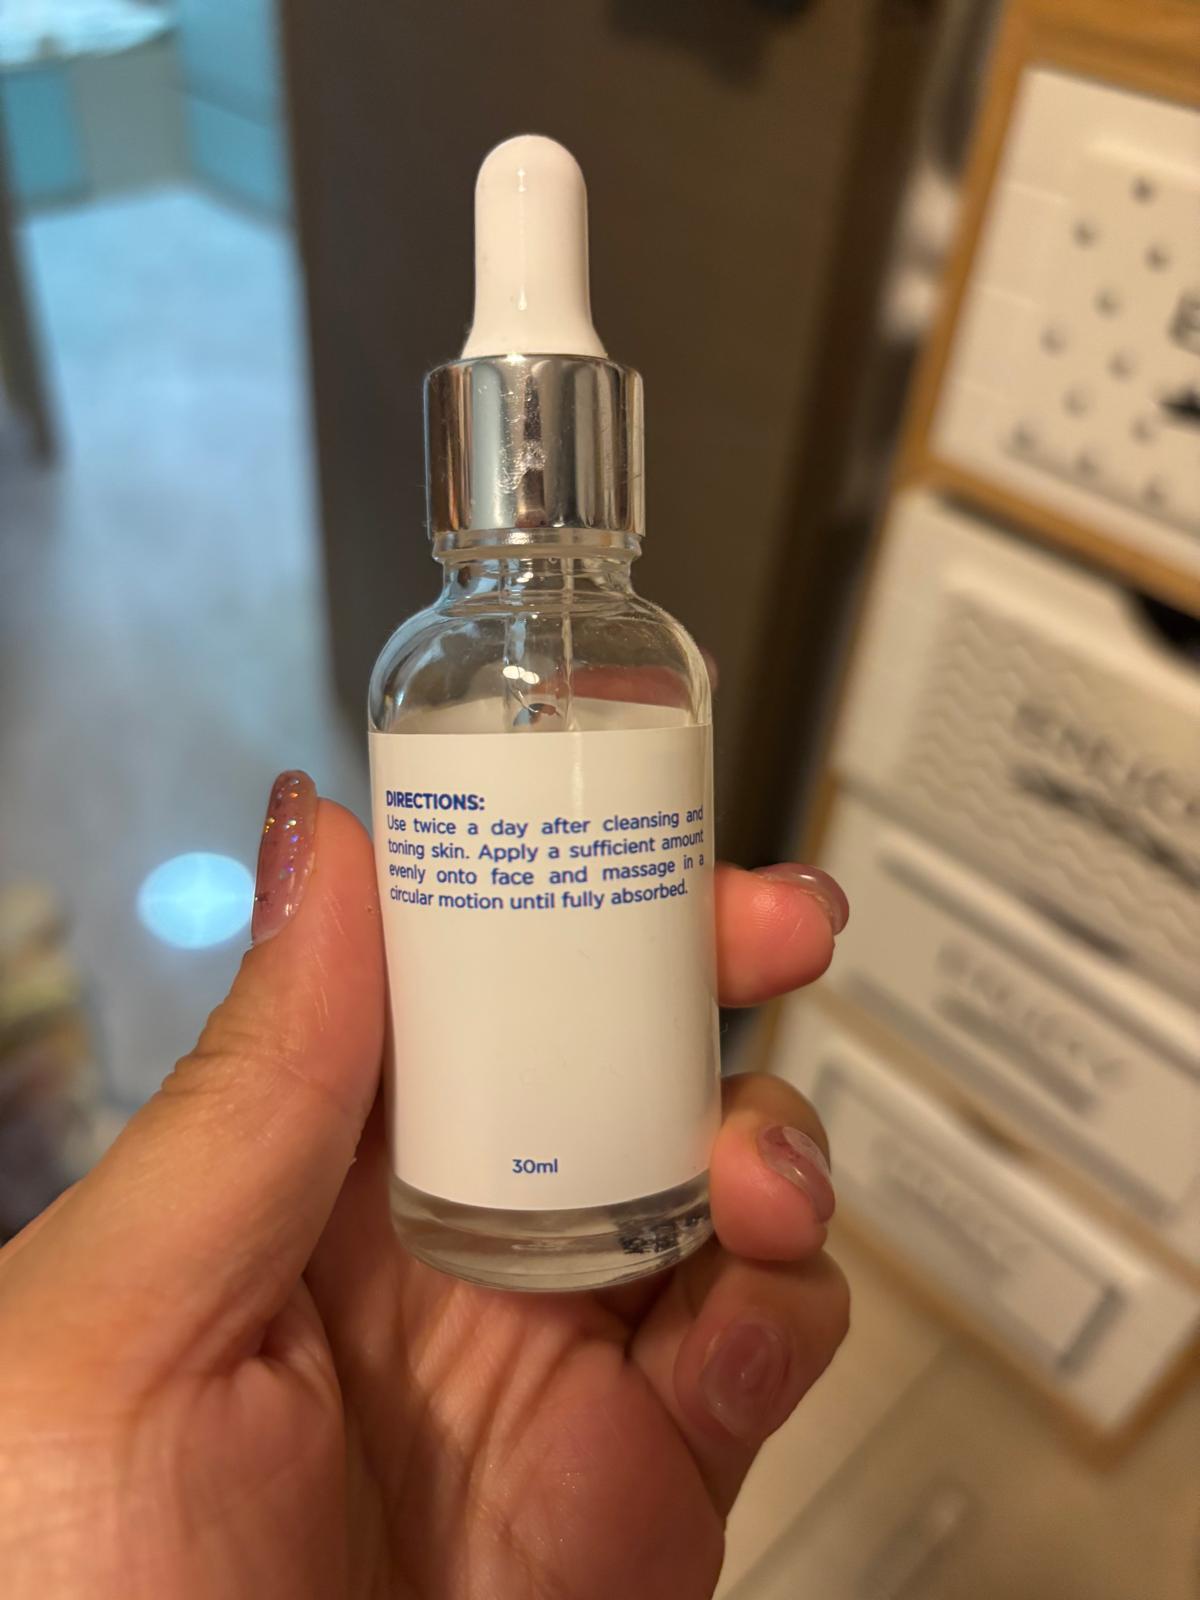 DIRECTIONS:
Use twice a day after cleansing and
toning skin. Apply a sufficient amount
evenly onto face and massage in a
circular motion until fully absorbed.
30ml